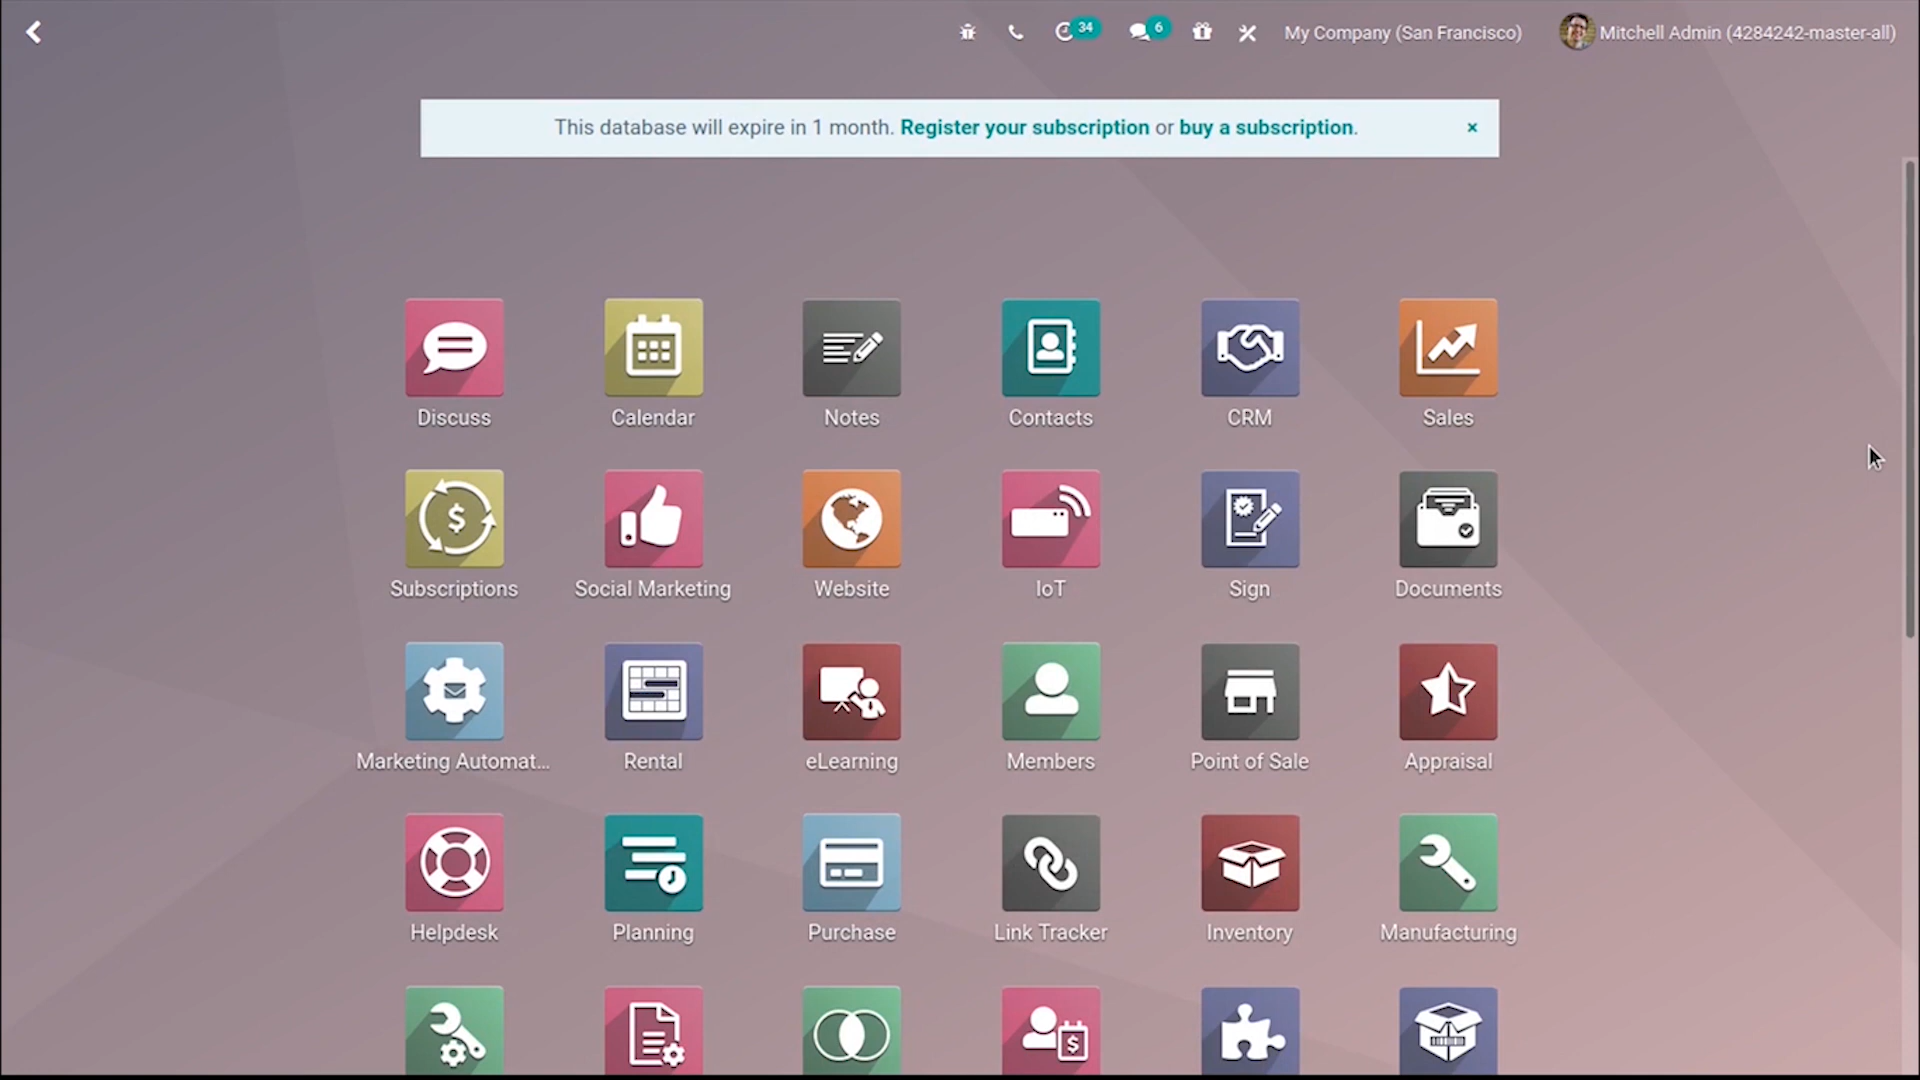 34 6 My Company (San Francisco) Mitchell Admin (4284242-master-all)
This database will expire in 1 month. Register your subscription or buy a subscription. ×
Discuss Calendar Notes Contacts CRM Sales
Subscriptions Social Marketing Website IoT Sign Documents
Marketing Automat... Rental eLearning Members Point of Sale Appraisal
Helpdesk Planning Purchase Link Tracker Inventory Manufacturing